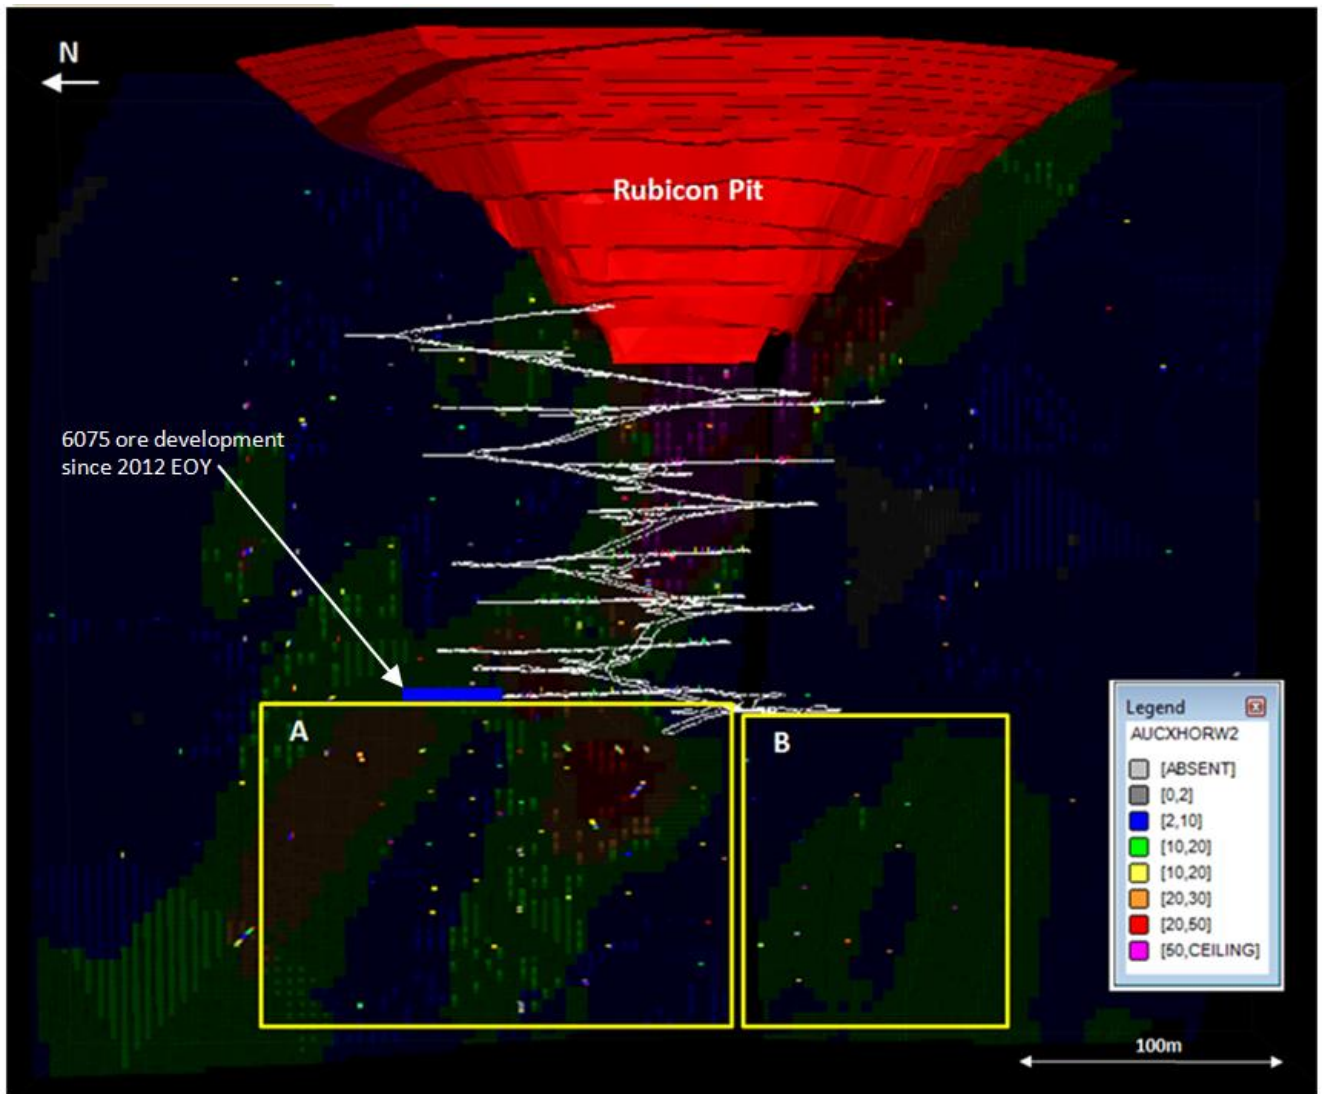 N
Rubicon Pit
6075 ore development
since 2012 EOY
A
B
Legend
AUCXHORW2
[ABSENT]
[0,2]
[2,10]
[10,20]
[10,20]
[20,30]
[20,50]
[50,CEILING]
100m